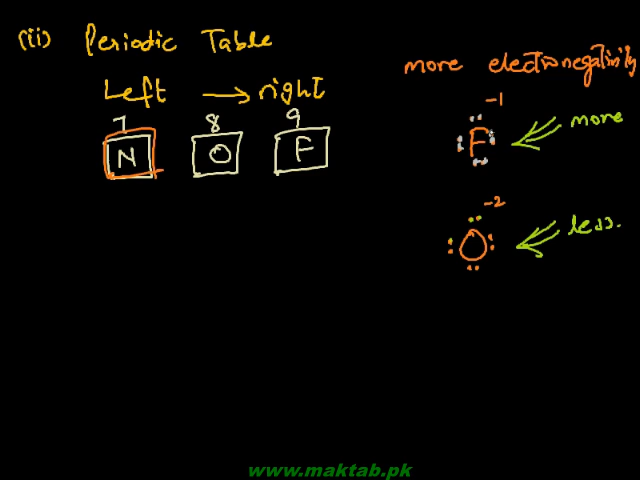 (ii) Periodic Table
Left → right
7 8 9
N O F
more electronegativity
-1
F
more
-2
O
less.
www.maktab.pk